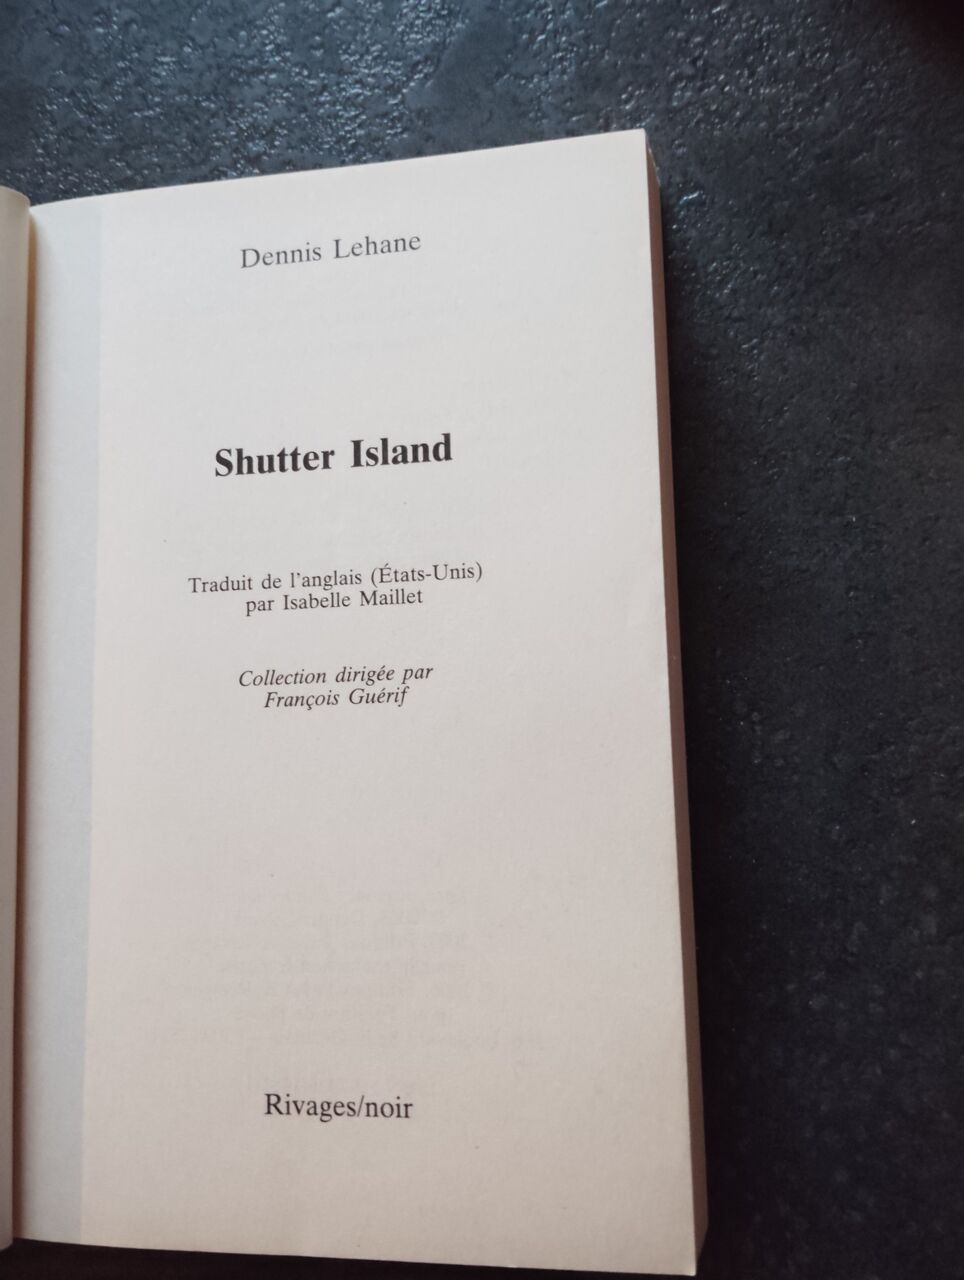 Dennis Lehane
Shutter Island
Traduit de l'anglais (États-Unis)
par Isabelle Maillet
Collection dirigée par
François Guérif
Rivages/noir